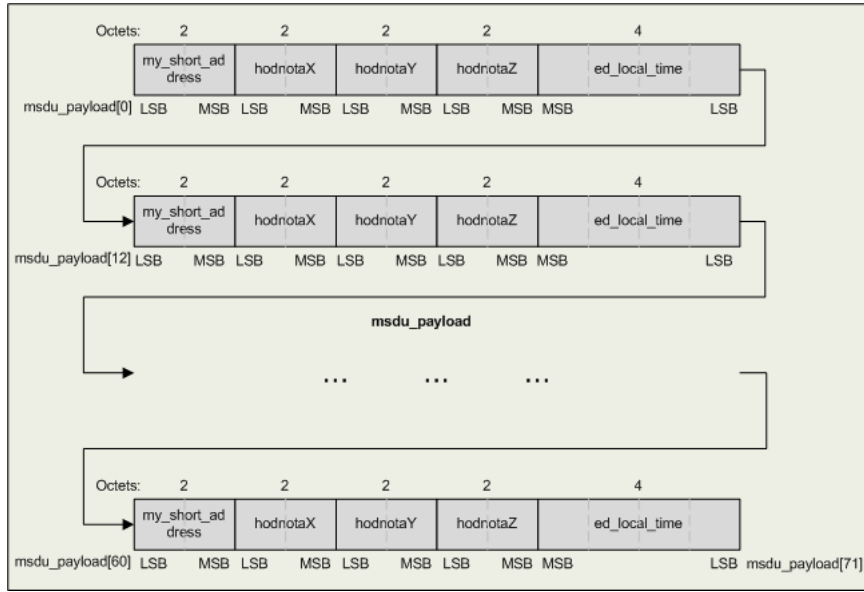 Octets: 2 2 2 2 4
my_short_ad
dress hodnotaX hodnotaY hodnotaZ ed_local_time
msdu_payload[0] LSB MSB LSB MSB LSB MSB LSB MSB MSB LSB
Octets: 2 2 2 2 4
my_short_ad
dress hodnotaX hodnotaY hodnotaZ ed_local_time
msdu_payload[12] LSB MSB LSB MSB LSB MSB LSB MSB MSB LSB
msdu_payload
... ... ...
Octets: 2 2 2 2 4
my_short_ad
dress hodnotaX hodnotaY hodnotaZ ed_local_time
msdu_payload[60] LSB MSB LSB MSB LSB MSB LSB MSB MSB LSB msdu_payload[71]